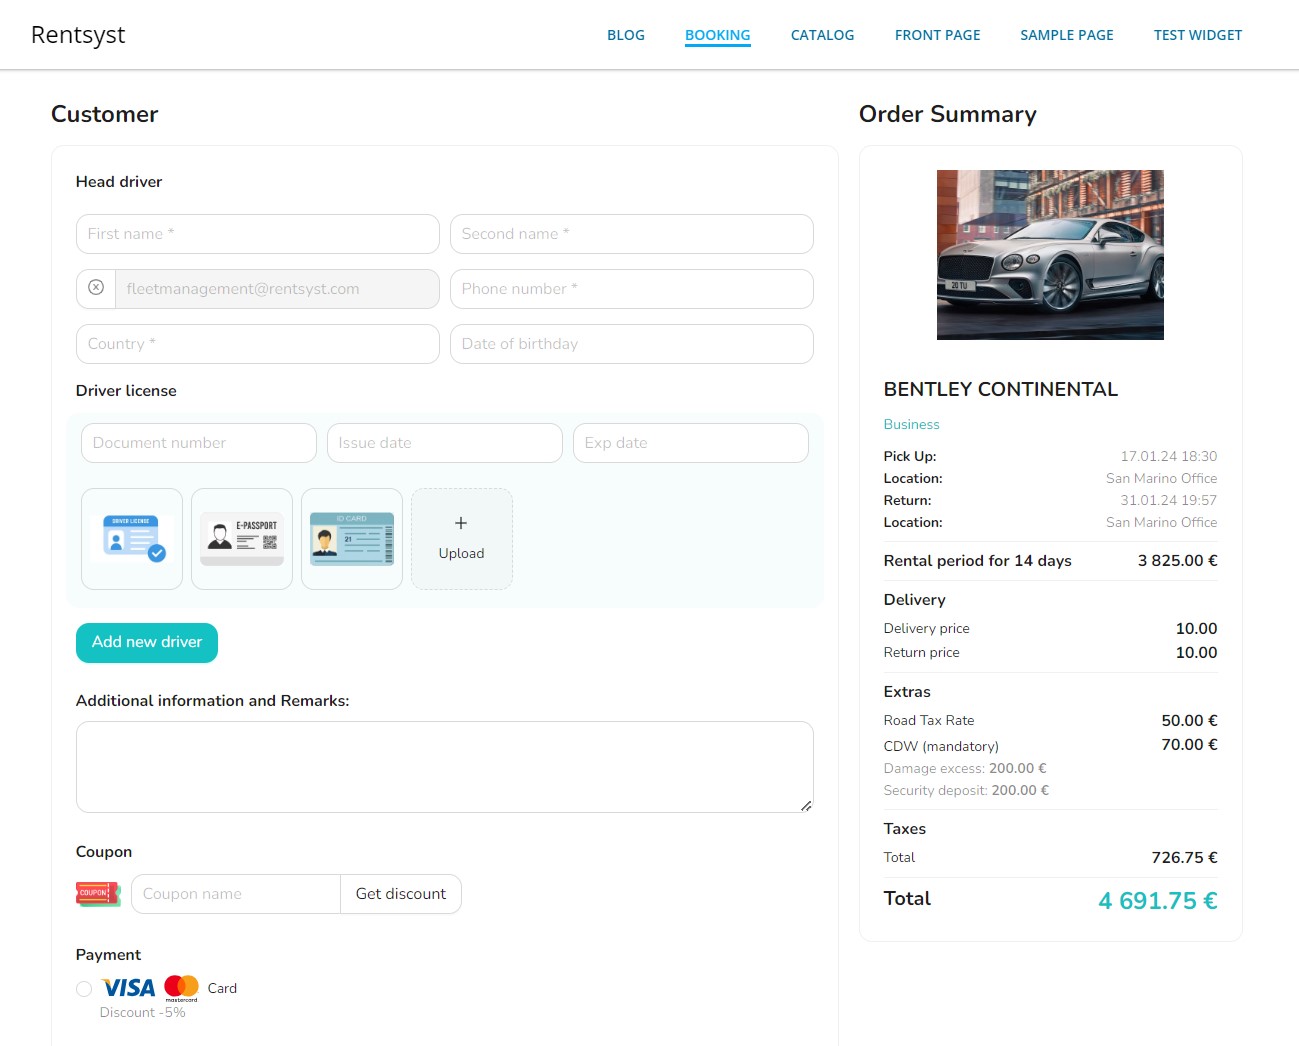 Rentsyst
BLOG
BOOKING
CATALOG
FRONT PAGE
SAMPLE PAGE
TEST WIDGET
Customer
Head driver
First name *
Second name *
fleetmanagement@rentsyst.com
Phone number *
Country *
Date of birthday
Driver license
Document number
Issue date
Exp date
DRIVER LICENSE
E-PASSPORT
ID CARD
21
Upload
Add new driver
Additional information and Remarks:
Coupon
COUPON
Coupon name
Get discount
Payment
VISA
mastercard
Card
Discount -5%
Order Summary
20 TU
BENTLEY CONTINENTAL
Business
Pick Up: 17.01.24 18:30
Location: San Marino Office
Return: 31.01.24 19:57
Location: San Marino Office
Rental period for 14 days 3 825.00 €
Delivery
Delivery price 10.00
Return price 10.00
Extras
Road Tax Rate 50.00 €
CDW (mandatory) 70.00 €
Damage excess: 200.00 €
Security deposit: 200.00 €
Taxes
Total 726.75 €
Total 4 691.75 €